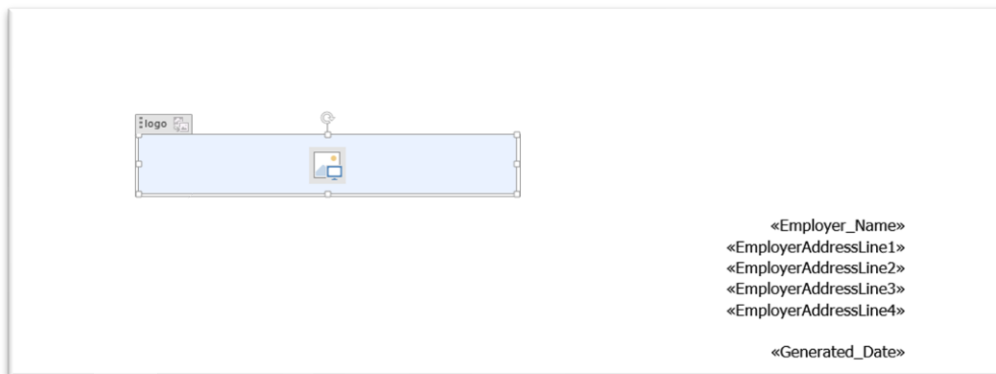 logo
«Employer_Name»
«EmployerAddressLine1»
«EmployerAddressLine2»
«EmployerAddressLine3»
«EmployerAddressLine4»
«Generated_Date»